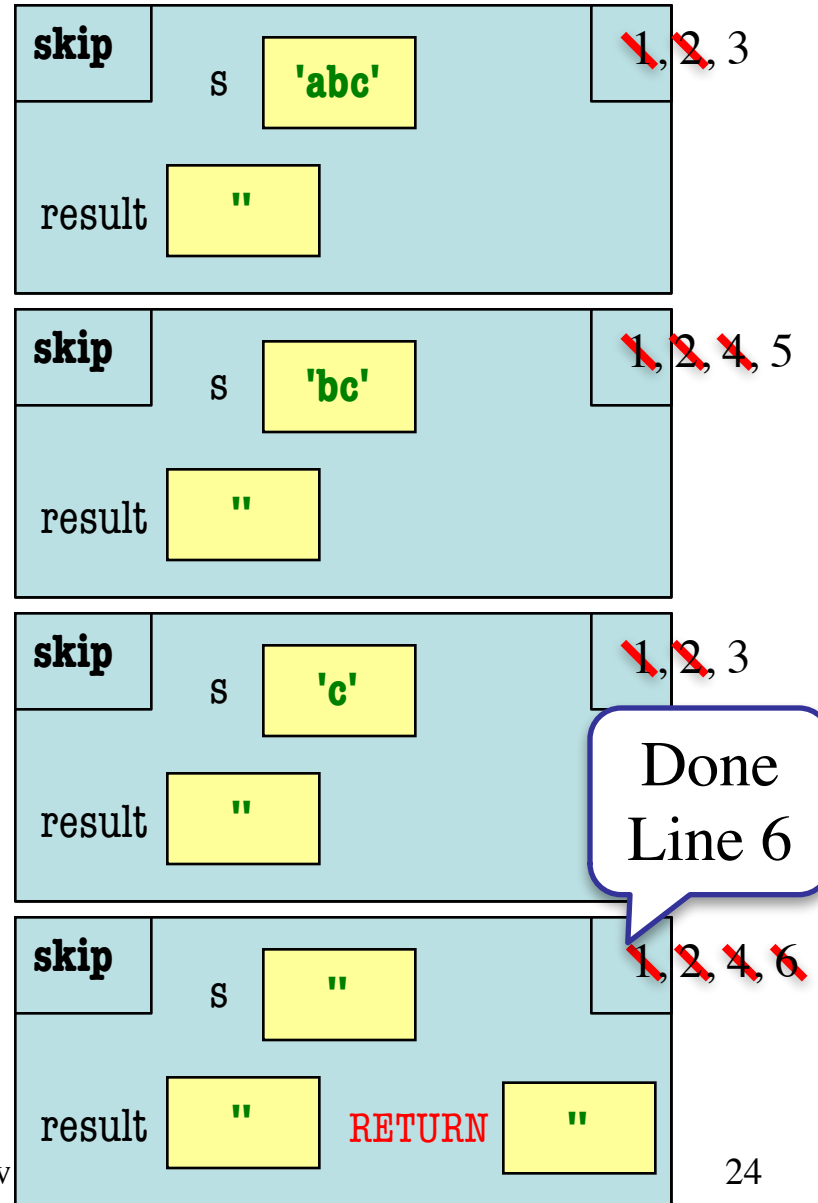 skip
s 'abc'
1, 2, 3
result ''
skip
s 'bc'
1, 2, 4, 5
result ''
skip
s 'c'
1, 2, 3
result ''
Done
Line 6
skip
s ''
1, 2, 4, 6
result '' RETURN ''
24